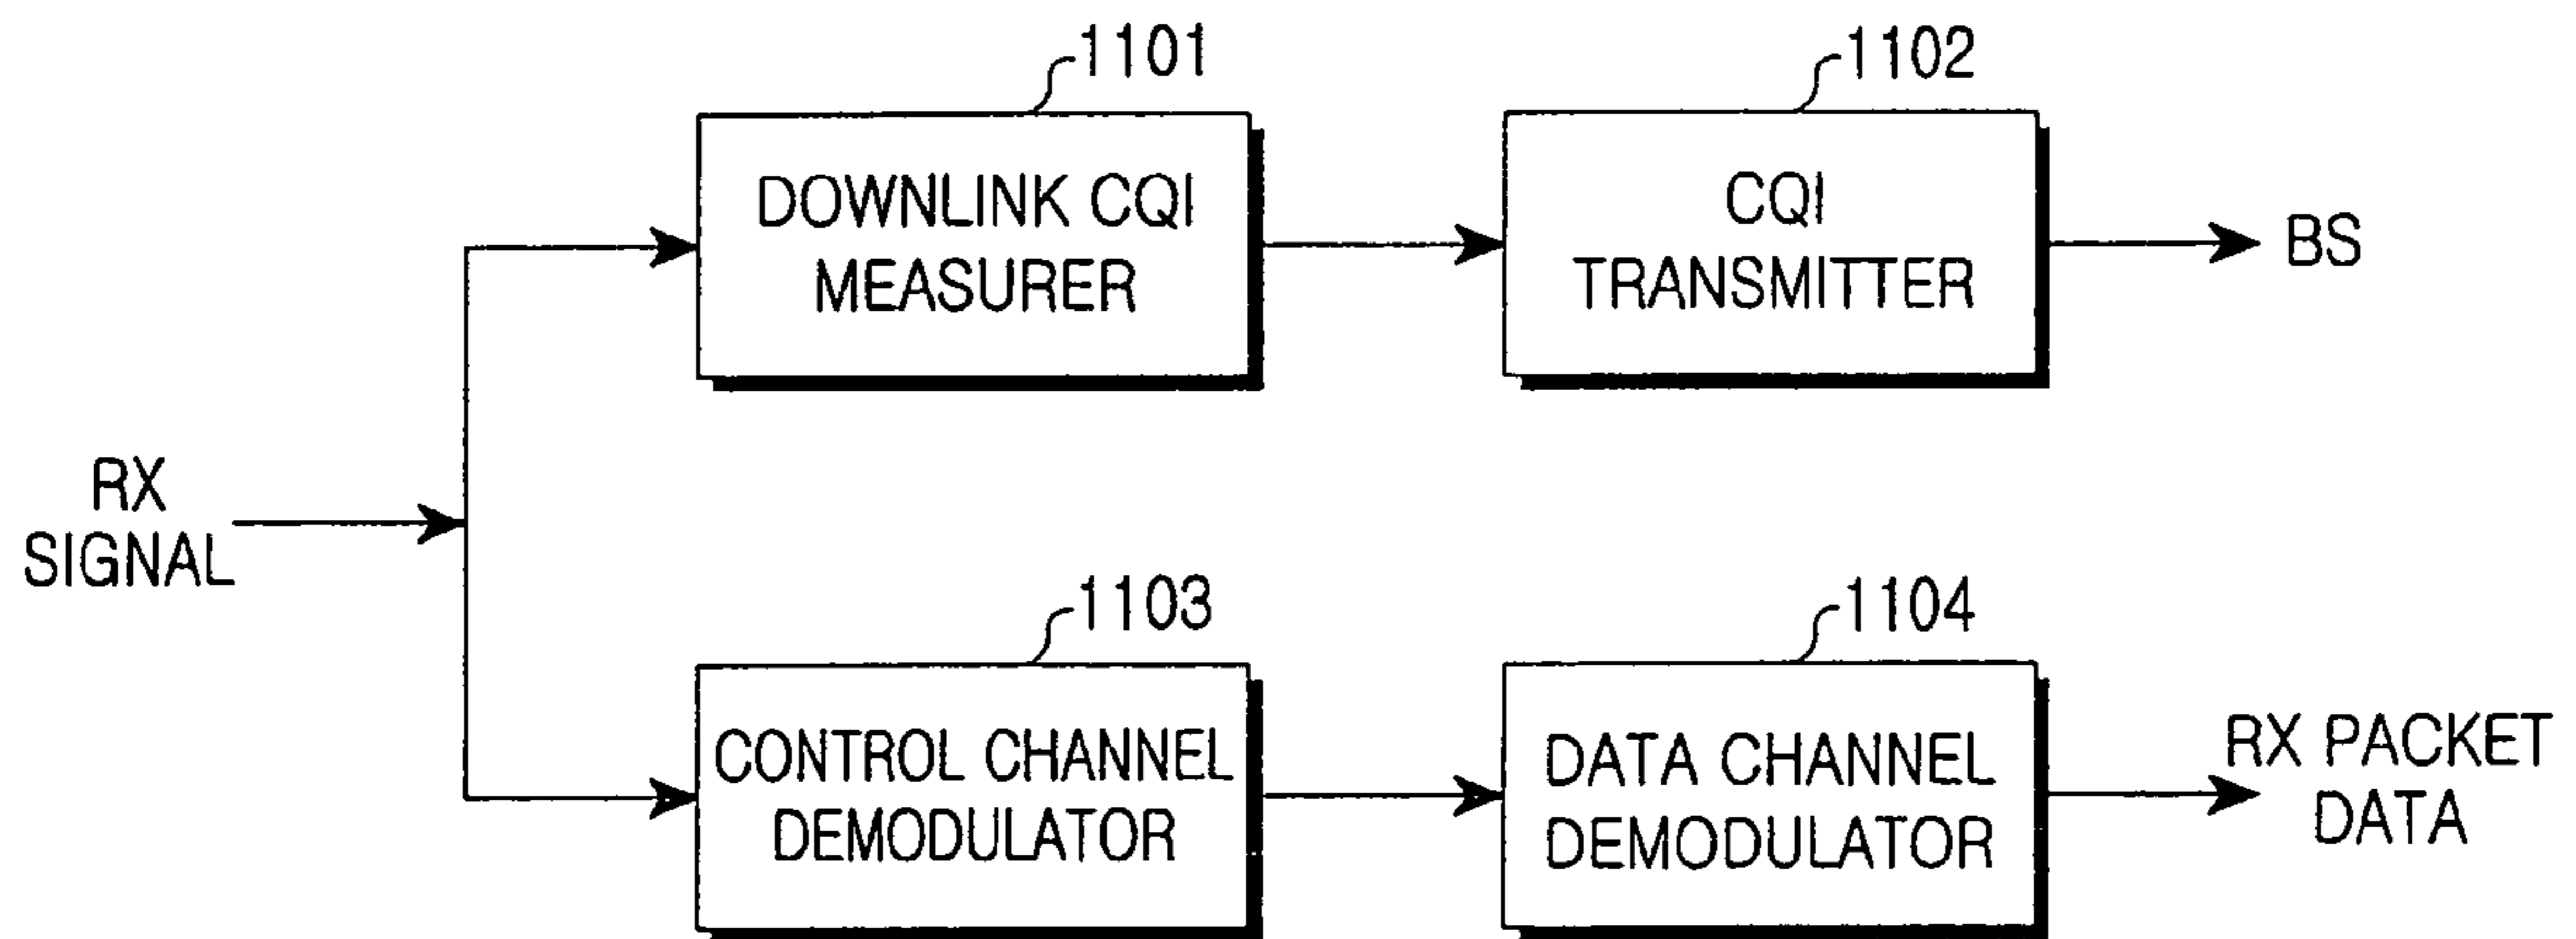 1101
1102
DOWNLINK CQI
MEASURER
CQI
TRANSMITTER
BS
RX
SIGNAL
1103
1104
CONTROL CHANNEL
DEMODULATOR
DATA CHANNEL
DEMODULATOR
RX PACKET
DATA